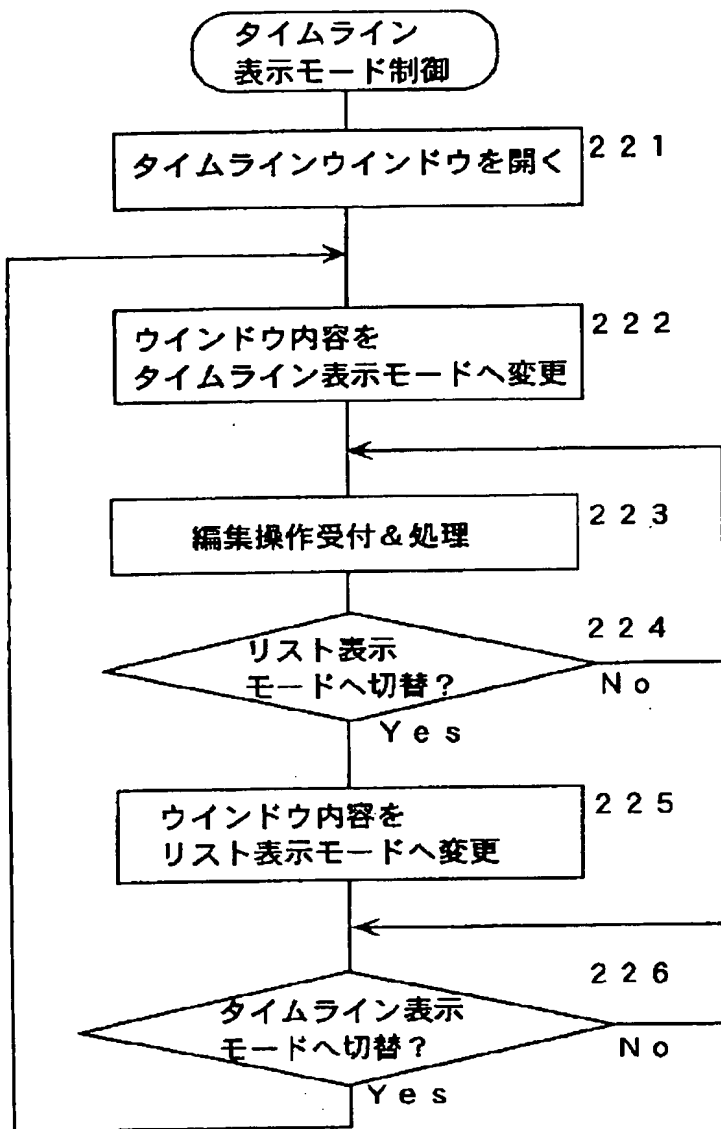 タイムライン
表示モード制御
タイムラインウインドウを開く
221
ウインドウ内容を
タイムライン表示モードへ変更
222
編集操作受付&処理
223
リスト表示
モードへ切替?
224
No
Yes
ウインドウ内容を
リスト表示モードへ変更
225
タイムライン表示
モードへ切替?
226
No
Yes